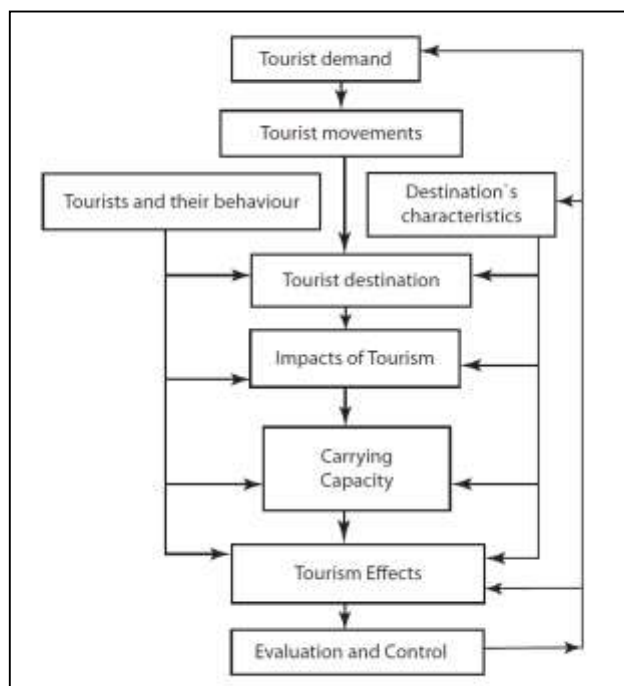 Tourist demand
Tourist movements
Tourists and their behaviour
Destination`s
characteristics
Tourist destination
Impacts of Tourism
Carrying
Capacity
Tourism Effects
Evaluation and Control